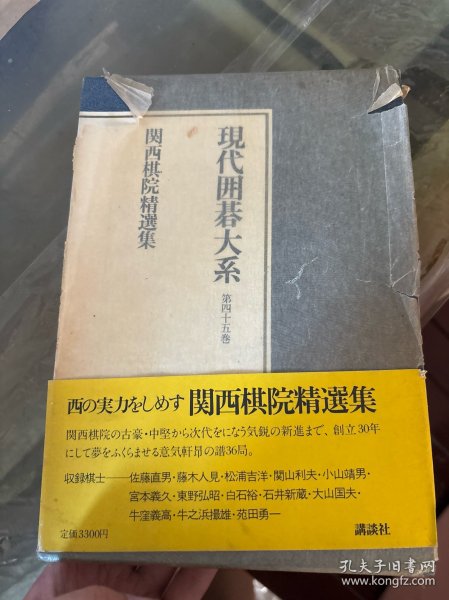 現代囲碁大系
第四十五巻
関西棋院精選集
西の実力をしめす 関西棋院精選集
関西棋院の古豪・中堅から次代をになう気鋭の新進まで、創立30年
にして夢をふくらませる意気軒昂の譜36局。
収録棋士——佐藤直男・藤木人見・松浦吉洋・関山利夫・小山靖男・
宮本義久・東野弘昭・白石裕・石井新蔵・大山国夫・
牛窪義高・牛之浜撮雄・苑田勇一
定価3300円
講談社
孔夫子旧书网
www.kongfz.com